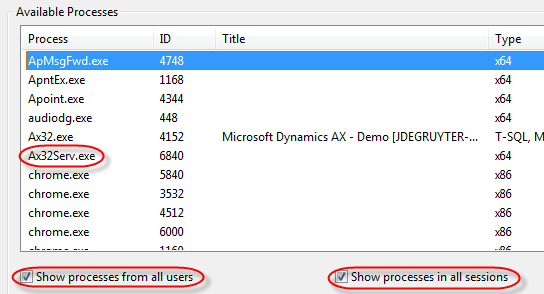 Available Processes
Process ID Title Type
ApMsgFwd.exe 4748 x64
ApntEx.exe 1168 x64
Apoint.exe 4344 x64
audiodg.exe 448 x64
Ax32.exe 4152 Microsoft Dynamics AX - Demo [JDEGRUYTER-... T-SQL, M
Ax32Serv.exe 6840 x64
chrome.exe 5840 x86
chrome.exe 3532 x86
chrome.exe 4512 x86
chrome.exe 6000 x86
chrome.exe 1160 x86
Show processes from all users Show processes in all sessions